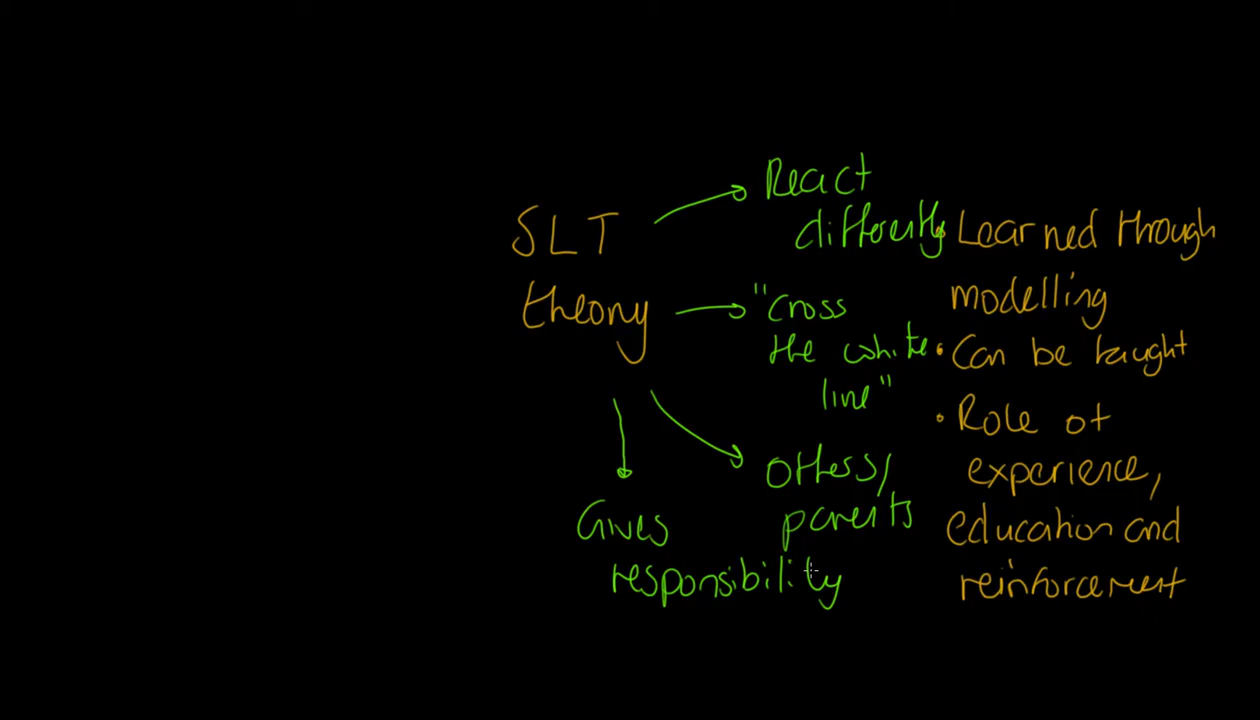 SLT
theory
React
differently
"Cross
the white
line"
Others/
parents
Gives
responsibility
• Learned through
modelling
• Can be taught
• Role of
experience,
education and
reinforcement